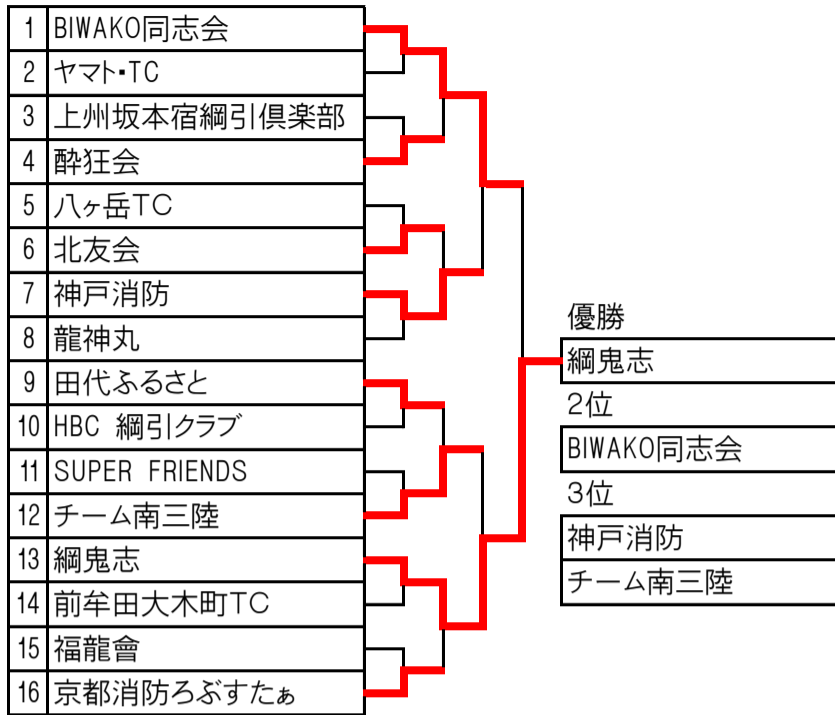 1 BIWAKO同志会
2 ヤマト・TC
3 上州坂本宿綱引倶楽部
4 酔狂会
5 八ヶ岳TC
6 北友会
7 神戸消防
8 龍神丸
9 田代ふるさと
10 HBC 綱引クラブ
11 SUPER FRIENDS
12 チーム南三陸
13 綱鬼志
14 前牟田大木町TC
15 福龍會
16 京都消防ろぶすたぁ
優勝
綱鬼志
2位
BIWAKO同志会
3位
神戸消防
チーム南三陸